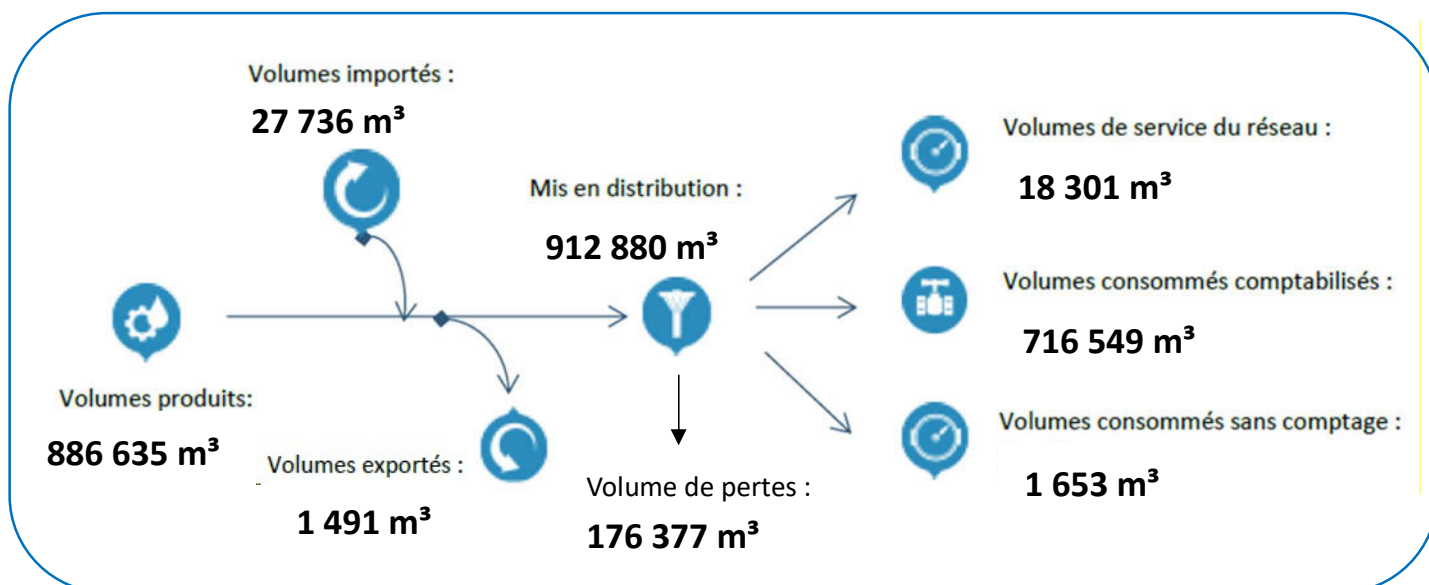 Volumes importés :
27 736 m³
Volumes de service du réseau :
18 301 m³
Mis en distribution :
912 880 m³
Volumes consommés comptabilisés :
716 549 m³
Volumes produits:
886 635 m³
Volumes exportés :
1 491 m³
Volume de pertes :
176 377 m³
Volumes consommés sans comptage :
1 653 m³